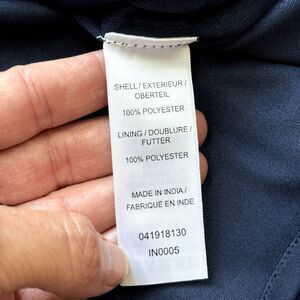 SHELL / EXTERIEUR /
OBERTEIL
100% POLYESTER
LINING / DOUBLURE /
FUTTER
100% POLYESTER
MADE IN INDIA /
FABRIQUÉ EN INDE
041918130
IN0005